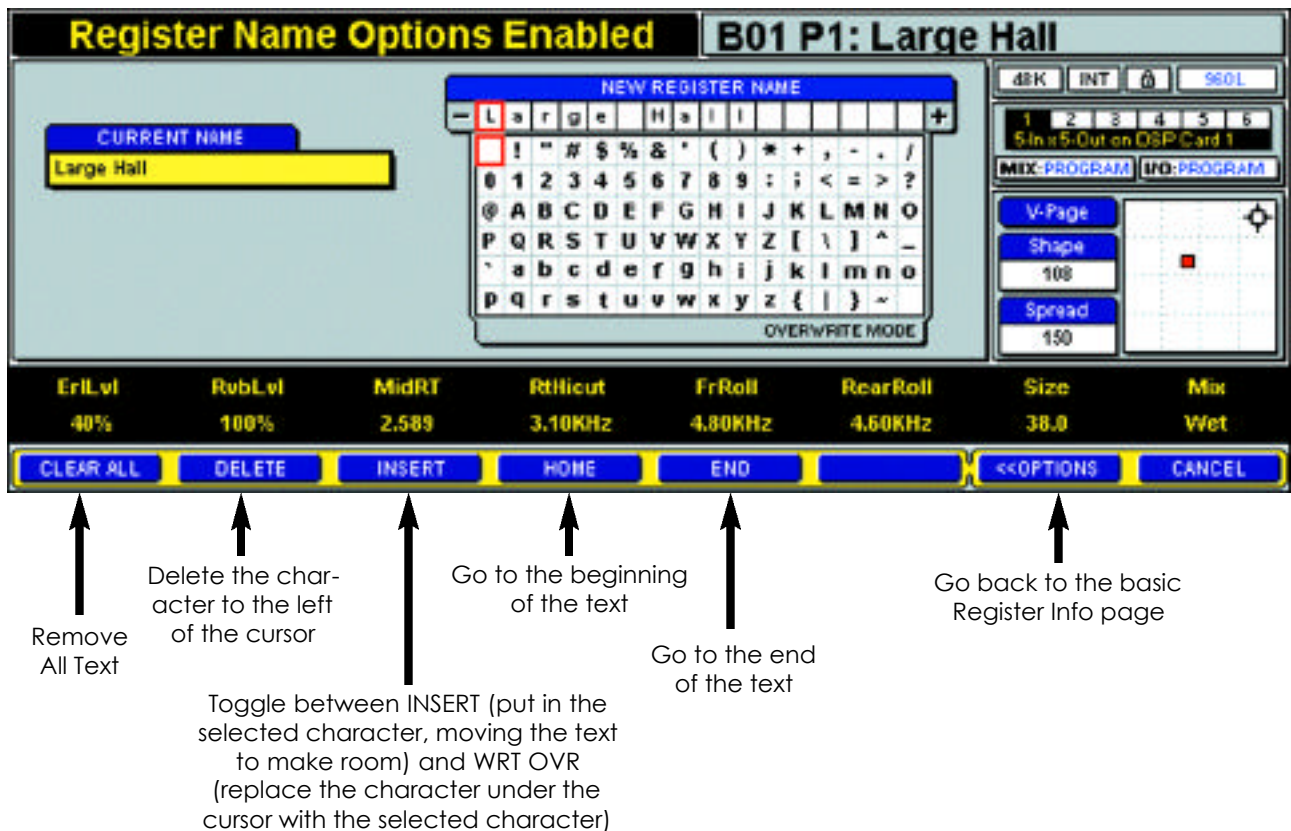 Register Name Options Enabled
B01 P1: Large Hall
CURRENT NAME
Large Hall
NEW REGISTER NAME
- L a r g e H a l l +
! " # $ % & ' ( ) * + , - . /
0 1 2 3 4 5 6 7 8 9 : ; < = > ?
@ A B C D E F G H I J K L M N O
P Q R S T U V W X Y Z [ \ ] ^ _
` a b c d e f g h i j k l m n o
p q r s t u v w x y z { | } ~
OVERWRITE MODE
48K INT 960L
1 2 3 4 5 6
5-In x 5-Out on DSP Card 1
MIX:PROGRAM I/O:PROGRAM
V-Page
Shape
108
Spread
150
ErlLvl RvbLvl MidRT RtHicut FrRoll RearRoll Size Mix
40% 100% 2.589 3.10KHz 4.80KHz 4.60KHz 38.0 Wet
CLEAR ALL DELETE INSERT HOME END <<OPTIONS CANCEL
Remove
All Text
Delete the char-
acter to the left
of the cursor
Toggle between INSERT (put in the
selected character, moving the text
to make room) and WRT OVR
(replace the character under the
cursor with the selected character)
Go to the beginning
of the text
Go to the end
of the text
Go back to the basic
Register Info page